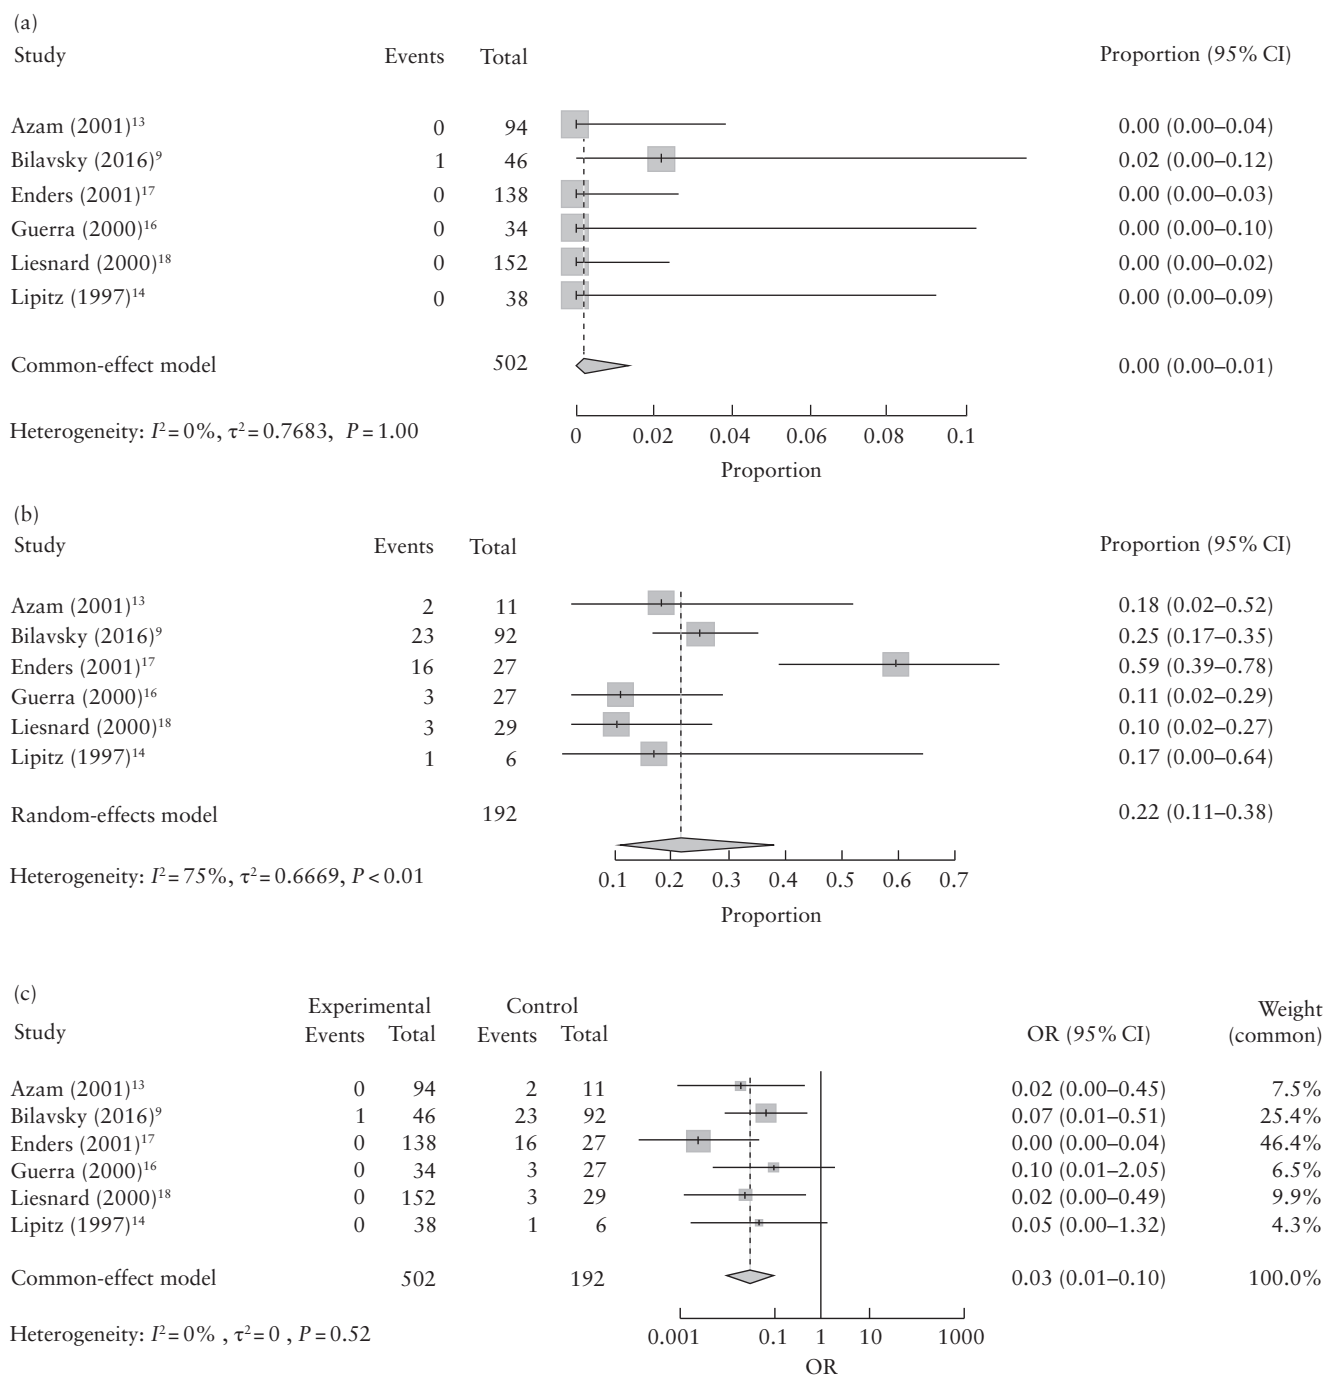 (a)
Study Events Total Proportion (95% CI)
Azam (2001)¹³ 0 94 0.00 (0.00–0.04)
Bilavsky (2016)⁹ 1 46 0.02 (0.00–0.12)
Enders (2001)¹⁷ 0 138 0.00 (0.00–0.03)
Guerra (2000)¹⁶ 0 34 0.00 (0.00–0.10)
Liesnard (2000)¹⁸ 0 152 0.00 (0.00–0.02)
Lipitz (1997)¹⁴ 0 38 0.00 (0.00–0.09)
Common-effect model 502 0.00 (0.00–0.01)
Heterogeneity: I²=0%, τ²=0.7683, P=1.00
0 0.02 0.04 0.06 0.08 0.1
Proportion
(b)
Study Events Total Proportion (95% CI)
Azam (2001)¹³ 2 11 0.18 (0.02–0.52)
Bilavsky (2016)⁹ 23 92 0.25 (0.17–0.35)
Enders (2001)¹⁷ 16 27 0.59 (0.39–0.78)
Guerra (2000)¹⁶ 3 27 0.11 (0.02–0.29)
Liesnard (2000)¹⁸ 3 29 0.10 (0.02–0.27)
Lipitz (1997)¹⁴ 1 6 0.17 (0.00–0.64)
Random-effects model 192 0.22 (0.11–0.38)
Heterogeneity: I²=75%, τ²=0.6669, P<0.01
0.1 0.2 0.3 0.4 0.5 0.6 0.7
Proportion
(c)
Experimental Control Weight
Study Events Total Events Total OR (95% CI) (common)
Azam (2001)¹³ 0 94 2 11 0.02 (0.00–0.45) 7.5%
Bilavsky (2016)⁹ 1 46 23 92 0.07 (0.01–0.51) 25.4%
Enders (2001)¹⁷ 0 138 16 27 0.00 (0.00–0.04) 46.4%
Guerra (2000)¹⁶ 0 34 3 27 0.10 (0.01–2.05) 6.5%
Liesnard (2000)¹⁸ 0 152 3 29 0.02 (0.00–0.49) 9.9%
Lipitz (1997)¹⁴ 0 38 1 6 0.05 (0.00–1.32) 4.3%
Common-effect model 502 192 0.03 (0.01–0.10) 100.0%
Heterogeneity: I²=0% , τ²=0 , P=0.52
0.001 0.1 1 10 1000
OR